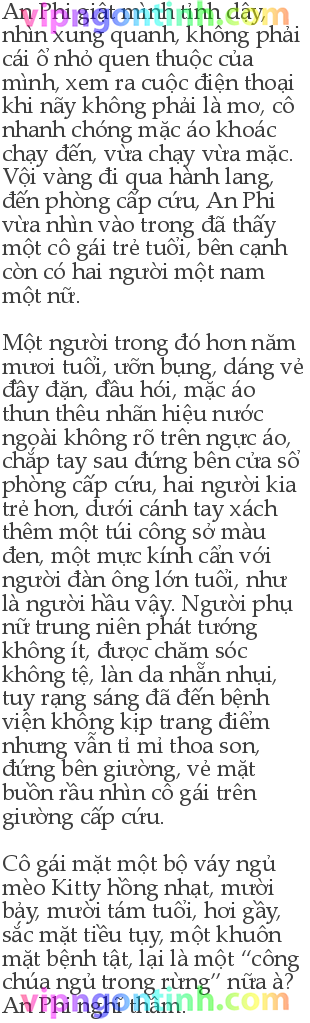 An Phi giật mình tỉnh dậy,
vipngontinh.com
nhìn xung quanh, không phải
cái ổ nhỏ quen thuộc của
mình, xem ra cuộc điện thoại
khi nãy không phải là mơ, cô
nhanh chóng mặc áo khoác
chạy đến, vừa chạy vừa mặc.
Vội vàng đi qua hành lang,
đến phòng cấp cứu, An Phi
vừa nhìn vào trong đã thấy
một cô gái trẻ tuổi, bên cạnh
còn có hai người một nam
một nữ.
Một người trong đó hơn năm
mươi tuổi, ưỡn bụng, dáng vẻ
đầy đặn, đầu hói, mặc áo
thun thêu nhãn hiệu nước
ngoài không rõ trên ngực áo,
chắp tay sau đứng bên cửa sổ
phòng cấp cứu, hai người kia
trẻ hơn, dưới cánh tay xách
thêm một túi công sở màu
đen, một mực kính cẩn với
người đàn ông lớn tuổi, như
là người hầu vậy. Người phụ
nữ trung niên phát tướng
không ít, được chăm sóc
không tệ, làn da nhẵn nhụi,
tuy rạng sáng đã đến bệnh
viện không kịp trang điểm
nhưng vẫn tỉ mỉ thoa son,
đứng bên giường, vẻ mặt
buồn rầu nhìn cô gái trên
giường cấp cứu.
Cô gái mặt một bộ váy ngủ
mèo Kitty hồng nhạt, mười
bảy, mười tám tuổi, hơi gầy,
sắc mặt tiều tụy, một khuôn
mặt bệnh tật, lại là một “công
chúa ngủ trong rừng” nữa à?
An Phi nghĩ thầm.
vipngontinh.com